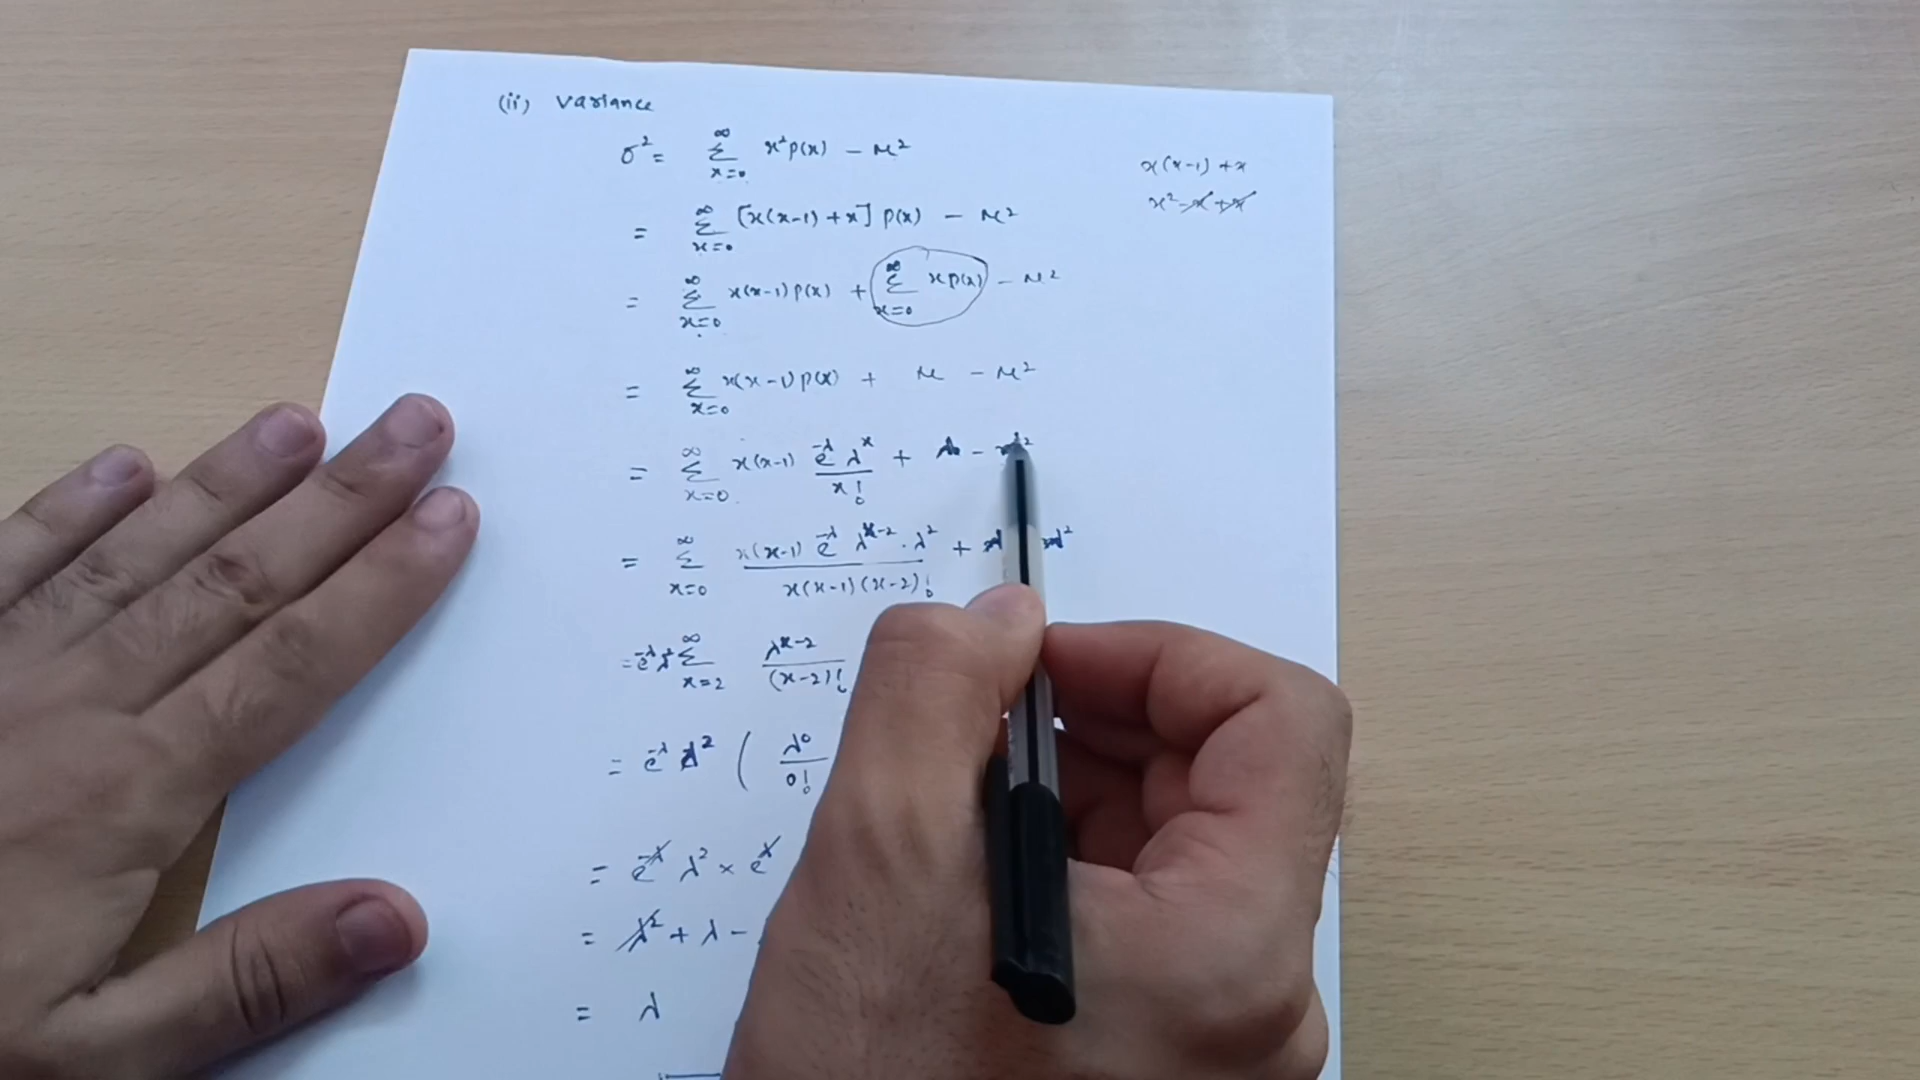 (ii) Variance
σ² = Σ_{x=0}^{∞} x² p(x) − μ²
x(x−1) + x
x² − x + x
= Σ_{x=0}^{∞} [x(x−1) + x] p(x) − μ²
= Σ_{x=0}^{∞} x(x−1) p(x) + Σ_{x=0}^{∞} x p(x) − μ²
= Σ_{x=0}^{∞} x(x−1) p(x) + μ − μ²
= Σ_{x=0}^{∞} x(x−1) e^{−λ} λ^x / x! + λ − λ²
= Σ_{x=0}^{∞} x(x−1) e^{−λ} λ^{x−2} · λ² / x(x−1)(x−2)! + λ λ²
= e^{−λ} λ² Σ_{x=2}^{∞} λ^{x−2} / (x−2)!
= e^{−λ} λ² ( λ⁰ / 0!
= e^{−λ} λ² × e^{λ}
= λ² + λ −
= λ